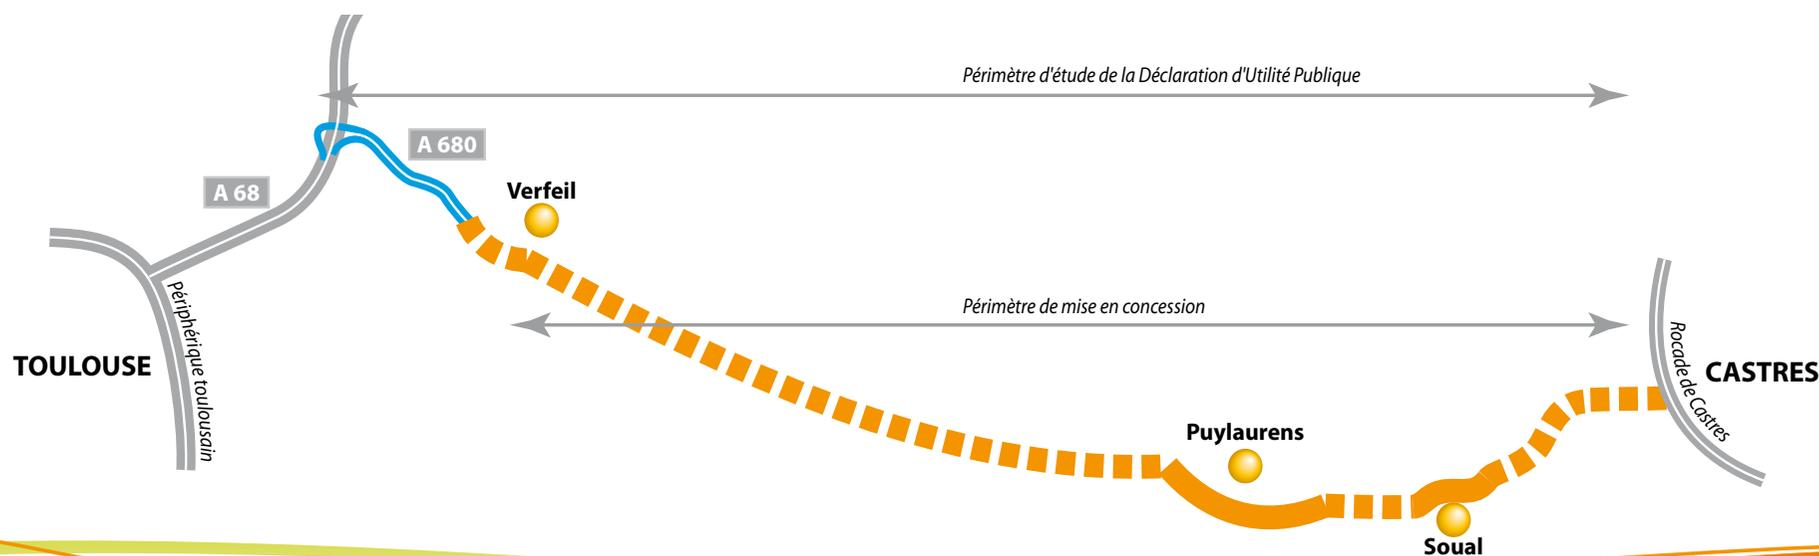 Périmètre d'étude de la Déclaration d'Utilité Publique
A 680
A 68
Verfeil
Périmètre de mise en concession
Périphérique toulousain
TOULOUSE
Rocade de Castres
CASTRES
Puylaurens
Soual